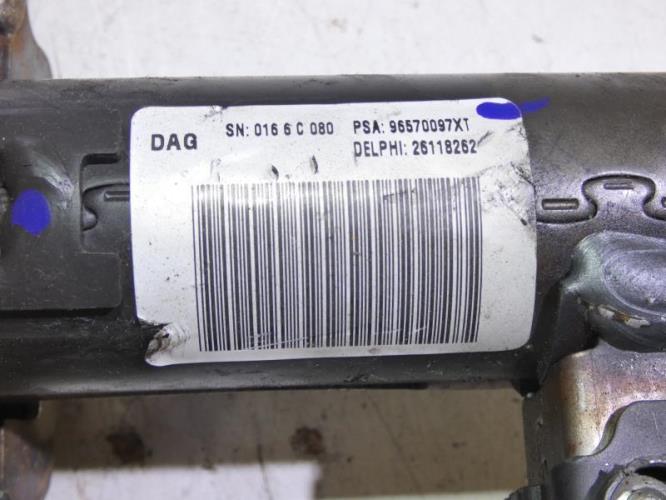 DAG SN: 016 6 C 080 PSA: 96570097XT
DELPHI: 26118262